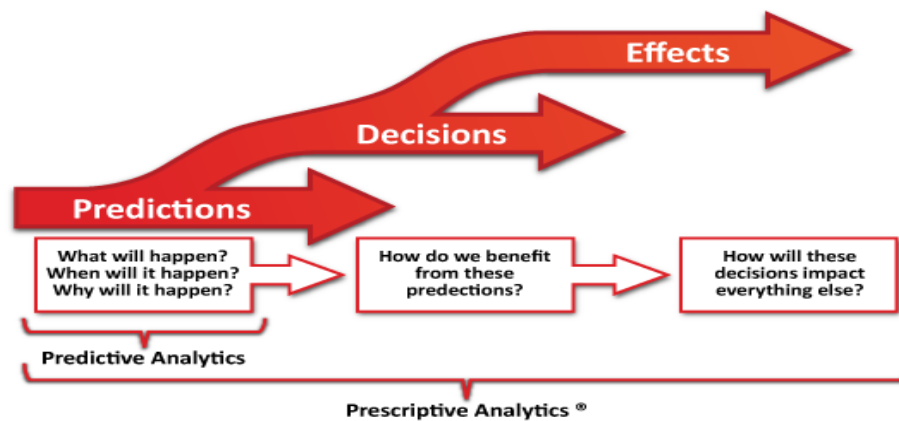 Effects
Decisions
Predictions
What will happen?
When will it happen?
Why will it happen?
How do we benefit
from these
predections?
How will these
decisions impact
everything else?
Predictive Analytics
Prescriptive Analytics ®